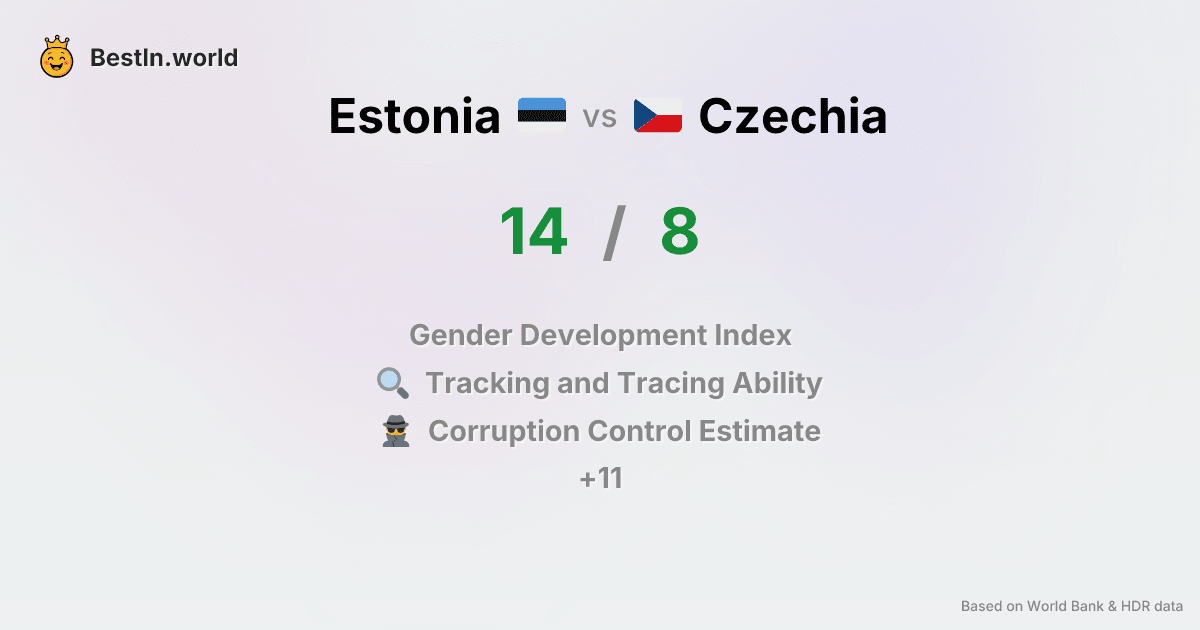 BestIn.world
Estonia vs Czechia
14 / 8
Gender Development Index
Tracking and Tracing Ability
Corruption Control Estimate
+11
Based on World Bank & HDR data